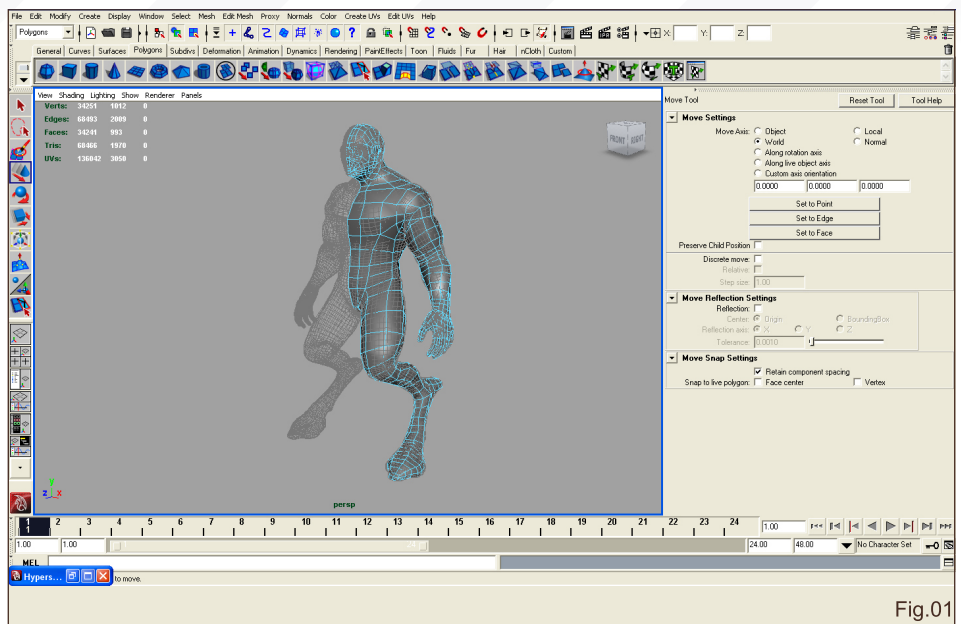 File Edit Modify Create Display Window Select Mesh Edit Mesh Proxy Normals Color Create UVs Edit UVs Help
Polygons X: Y: Z:
General Curves Surfaces Polygons Subdivs Deformation Animation Dynamics Rendering PaintEffects Toon Fluids Fur Hair nCloth Custom
View Shading Lighting Show Renderer Panels
Verts: 34251 1012 0
Edges: 68493 2009 0
Faces: 34241 993 0
Tris: 68466 1970 0
UVs: 136842 3050 0
FRONT RIGHT
Y
Z X
persp
Move Tool Reset Tool Tool Help
Move Settings
Move Axis: Object Local
World Normal
Along rotation axis
Along live object axis
Custom axis orientation
0.0000 0.0000 0.0000
Set to Point
Set to Edge
Set to Face
Preserve Child Position
Discrete move:
Relative:
Step size: 1.00
Move Reflection Settings
Reflection:
Center: Origin BoundingBox
Reflection axis: X Y Z
Tolerance: 0.0010
Move Snap Settings
Retain component spacing
Snap to live polygon: Face center Vertex
1 2 3 4 5 6 7 8 9 10 11 12 13 14 15 16 17 18 19 20 21 22 23 24
1 1.00
1.00 1.00 24 24.00 48.00 No Character Set
MEL
Hypers... to move.
Fig.01